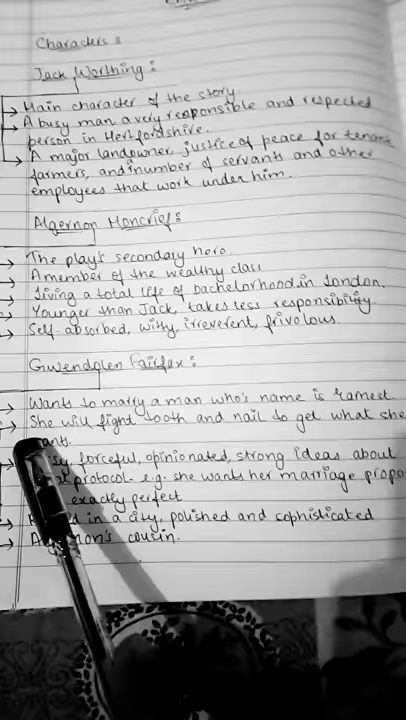 Characters :
Jack Worthing :
→ Main character of the story
→ A busy man a very responsible and respected
person in Hertfordshire.
→ A major landowner, justice of peace for
farmers, and number of servants and other
employees that work under him.
Algernon Moncrief :
→ The play's secondary hero.
→ A member of the wealthy class
→ living a total life of bachelorhood in London.
→ Younger than Jack, takes less responsibility.
→ Self-absorbed, witty, irreverent, frivolous.
Gwendolen Fairfax :
→ Wants to marry a man who's name is
→ She will fight tooth and nail to get what she
→ forceful, opinionated, strong ideas about
protocol. e.g. she wants her marriage
exactly perfect
→ in a city, polished and sophisticated
→ cousin.